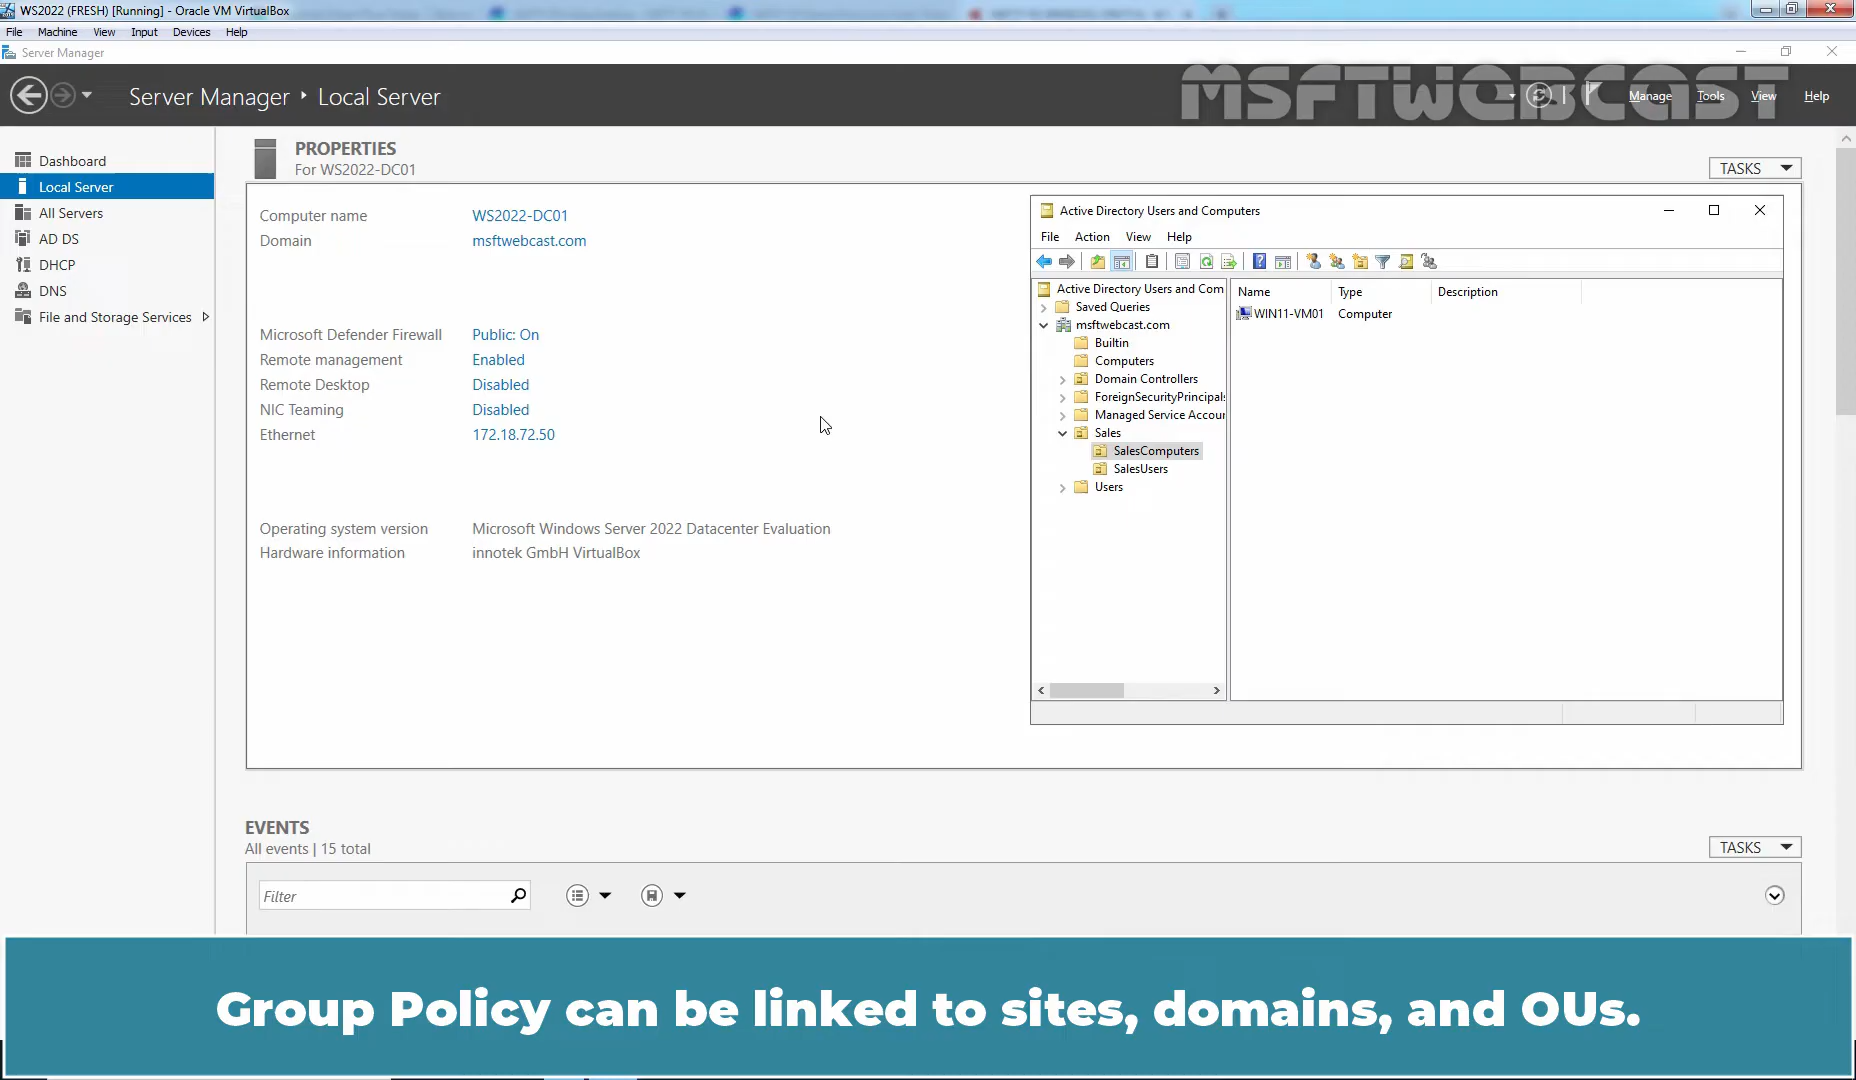 WS2022 (FRESH) [Running] - Oracle VM VirtualBox
File Machine View Input Devices Help
Server Manager
Server Manager ‣ Local Server
MSFTWEBCAST
Manage Tools View Help
Dashboard
Local Server
All Servers
AD DS
DHCP
DNS
File and Storage Services
PROPERTIES
For WS2022-DC01
TASKS
Computer name WS2022-DC01
Domain msftwebcast.com
Microsoft Defender Firewall Public: On
Remote management Enabled
Remote Desktop Disabled
NIC Teaming Disabled
Ethernet 172.18.72.50
Operating system version Microsoft Windows Server 2022 Datacenter Evaluation
Hardware information innotek GmbH VirtualBox
Active Directory Users and Computers
File Action View Help
Active Directory Users and Com
Saved Queries
msftwebcast.com
Builtin
Computers
Domain Controllers
ForeignSecurityPrincipals
Managed Service Accour
Sales
SalesComputers
SalesUsers
Users
Name Type Description
WIN11-VM01 Computer
EVENTS
All events | 15 total
TASKS
Filter
Group Policy can be linked to sites, domains, and OUs.